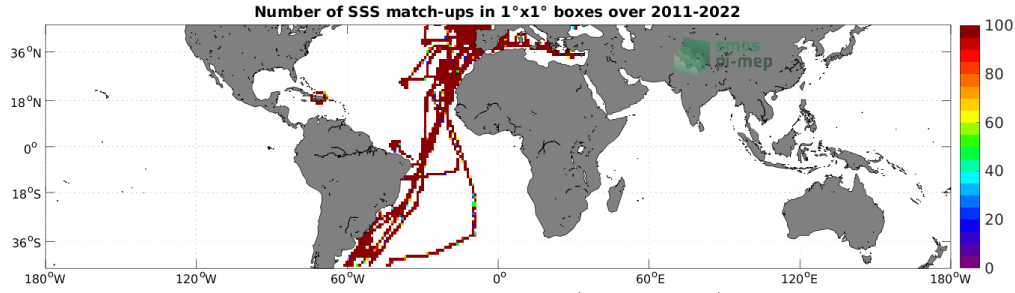 Number of SSS match-ups in 1°x1° boxes over 2011-2022
36°N
18°N
0°
18°S
36°S
180°W
120°W
60°W
0°
60°E
120°E
180°W
100
80
60
40
20
0
smos
pi-mep